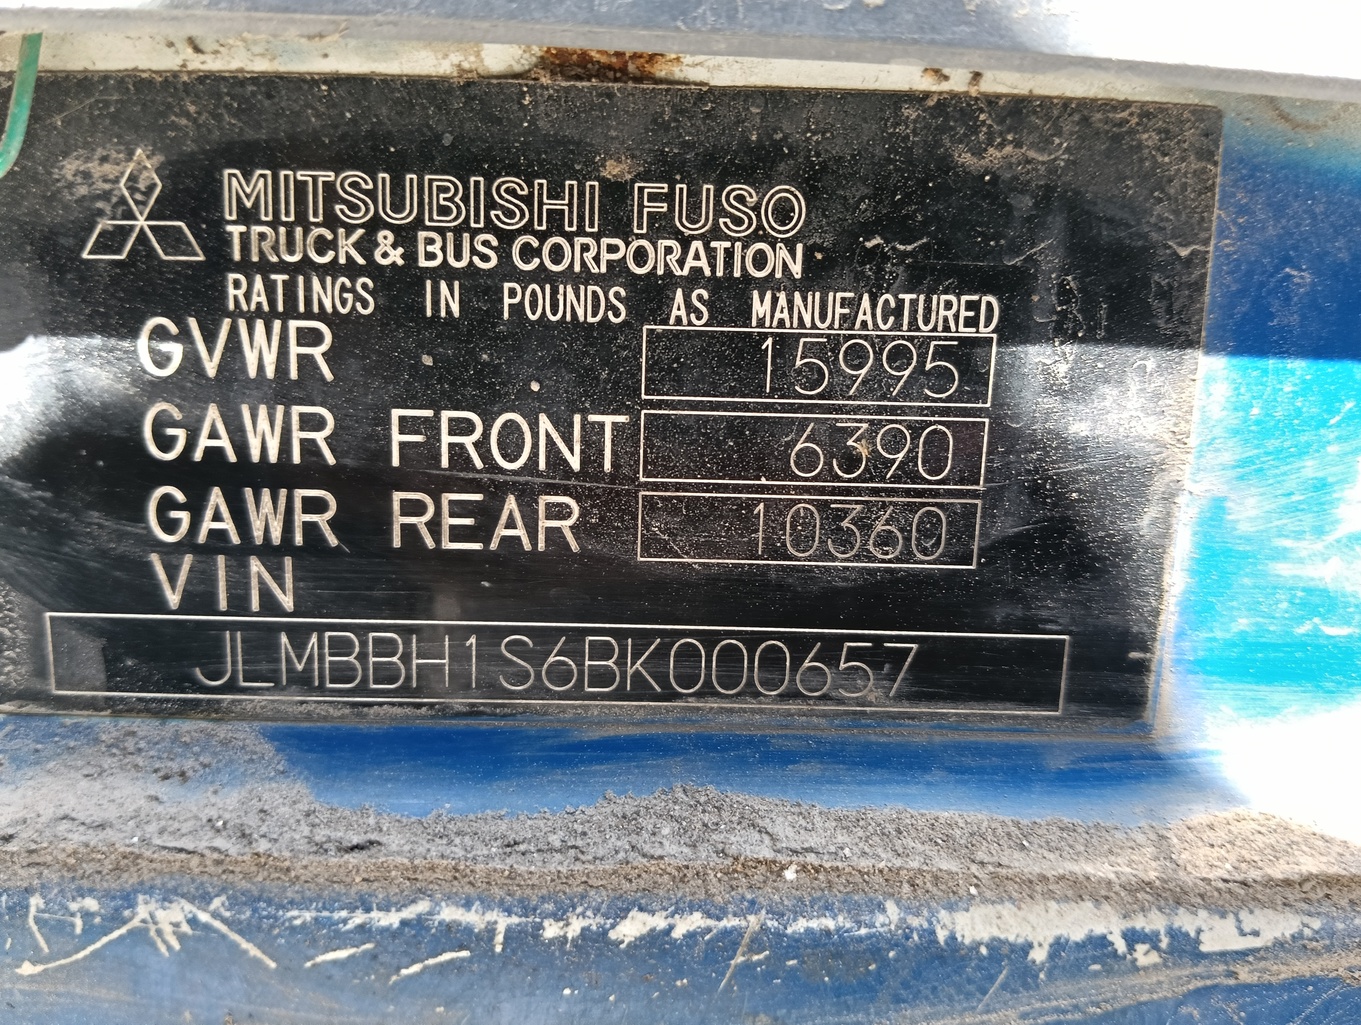 MITSUBISHI FUSO
TRUCK & BUS CORPORATION
RATINGS IN POUNDS AS MANUFACTURED
GVWR 15995
GAWR FRONT 6390
GAWR REAR 10360
VIN
JLMBBH1S6BK000657